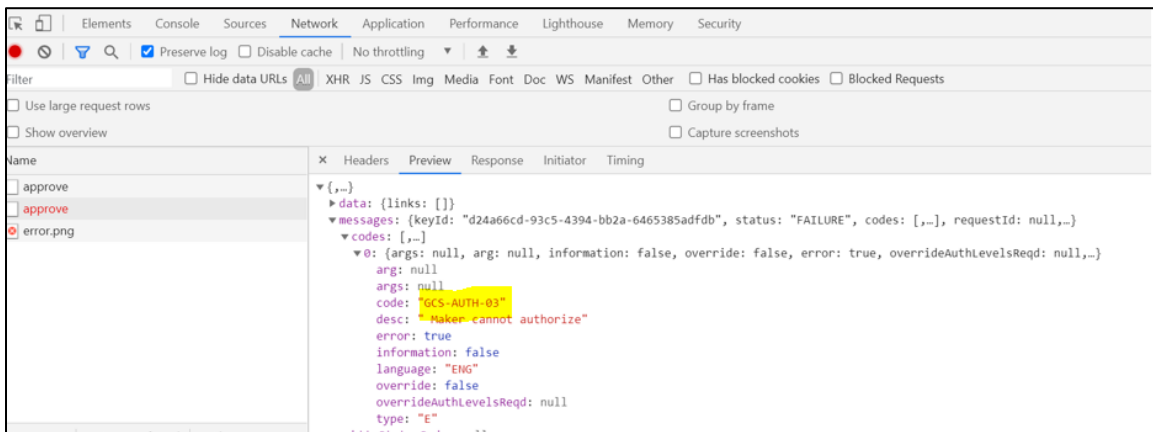 Elements Console Sources Network Application Performance Lighthouse Memory Security
Preserve log Disable cache No throttling
Filter Hide data URLs All XHR JS CSS Img Media Font Doc WS Manifest Other Has blocked cookies Blocked Requests
Use large request rows Group by frame
Show overview Capture screenshots
Name × Headers Preview Response Initiator Timing
approve
approve
error.png
▼{,…}
▶data: {links: []}
▼messages: {keyId: "d24a66cd-93c5-4394-bb2a-6465385adfdb", status: "FAILURE", codes: [,…], requestId: null,…}
▼codes: [,…]
▼0: {args: null, arg: null, information: false, override: false, error: true, overrideAuthLevelsReqd: null,…}
arg: null
args: null
code: "GCS-AUTH-03"
desc: " Maker cannot authorize"
error: true
information: false
language: "ENG"
override: false
overrideAuthLevelsReqd: null
type: "E"